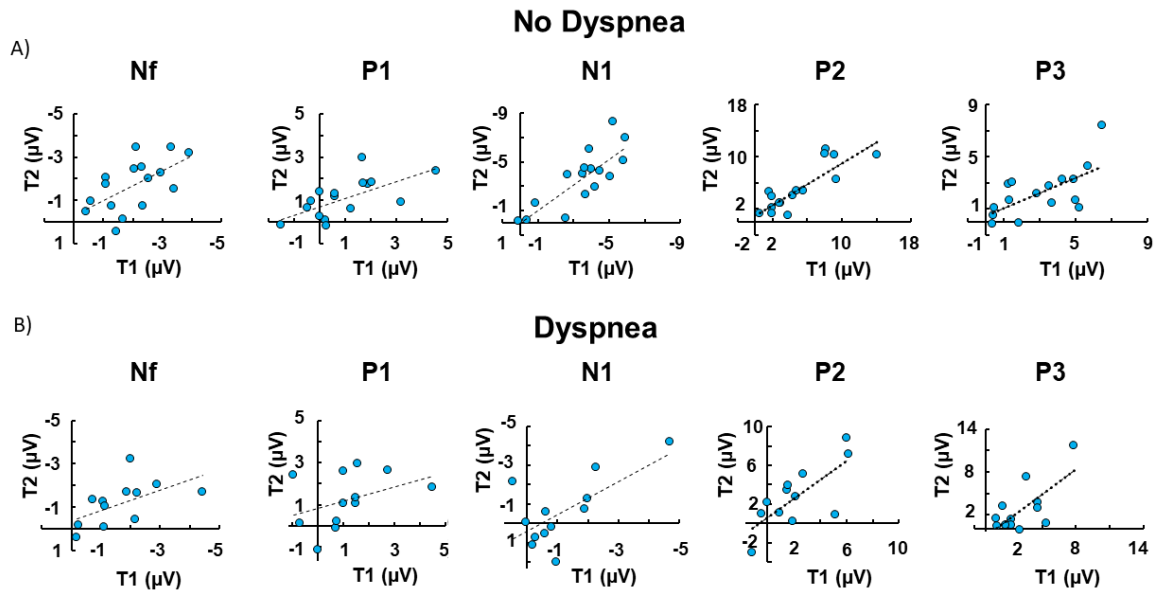 No Dyspnea
A)
Nf P1 N1 P2 P3
-5 5 -9 18 9
-3 3 -5 10 5
-1 1 -1 2 1
T2 (µV) T2 (µV) T2 (µV) T2 (µV) T2 (µV)
1 -1 -3 -5 -1 1 3 5 1 -1 -5 -9 -2 2 10 18 -1 1 5 9
T1 (µV) T1 (µV) T1 (µV) T1 (µV) T1 (µV)
B)
Dyspnea
Nf P1 N1 P2 P3
-5 5 -5 10 14
-3 3 -3 6 8
-1 1 -1 2 2
T2 (µV) T2 (µV) T2 (µV) T2 (µV) T2 (µV)
1 -1 -3 -5 -1 1 3 5 1 -1 -3 -5 -2 2 6 10 2 8 14
T1 (µV) T1 (µV) T1 (µV) T1 (µV) T1 (µV)